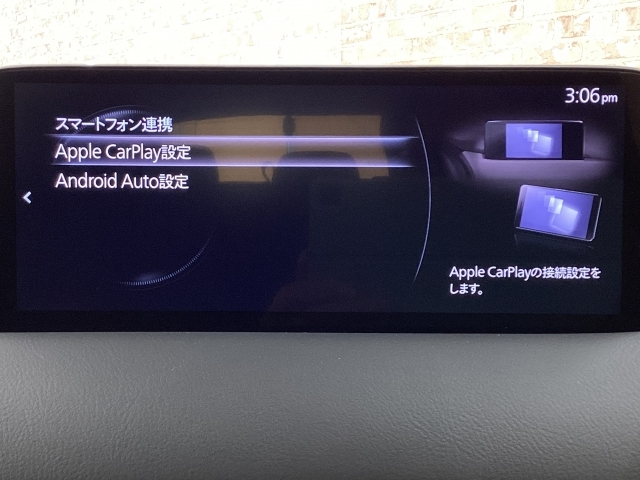 3:06pm
スマートフォン連携
Apple CarPlay設定
Android Auto設定
Apple CarPlayの接続設定を
します。